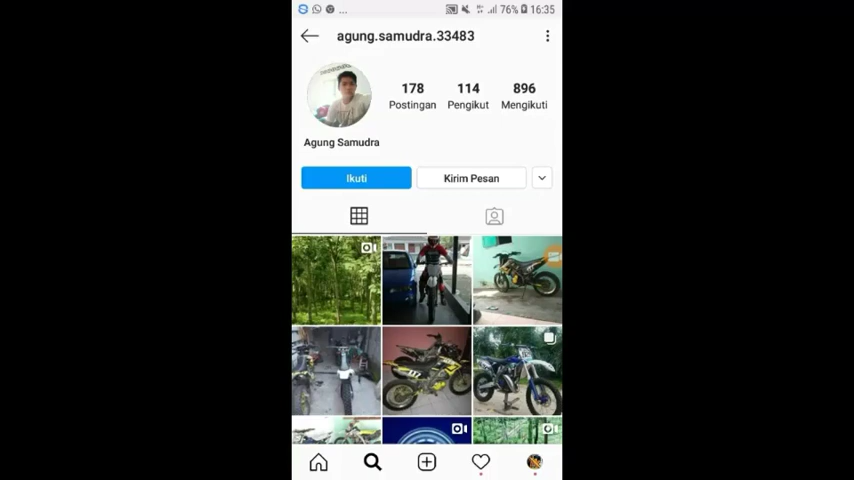 ... 76% 16:35
agung.samudra.33483
178 114 896
Postingan Pengikut Mengikuti
Agung Samudra
Ikuti Kirim Pesan